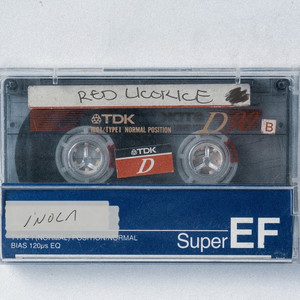 RED LICORICE
TDK
IEC I / TYPE I NORMAL POSITION
D
B
TDK
D
INOLA
BIAS 120µs EQ
Super EF